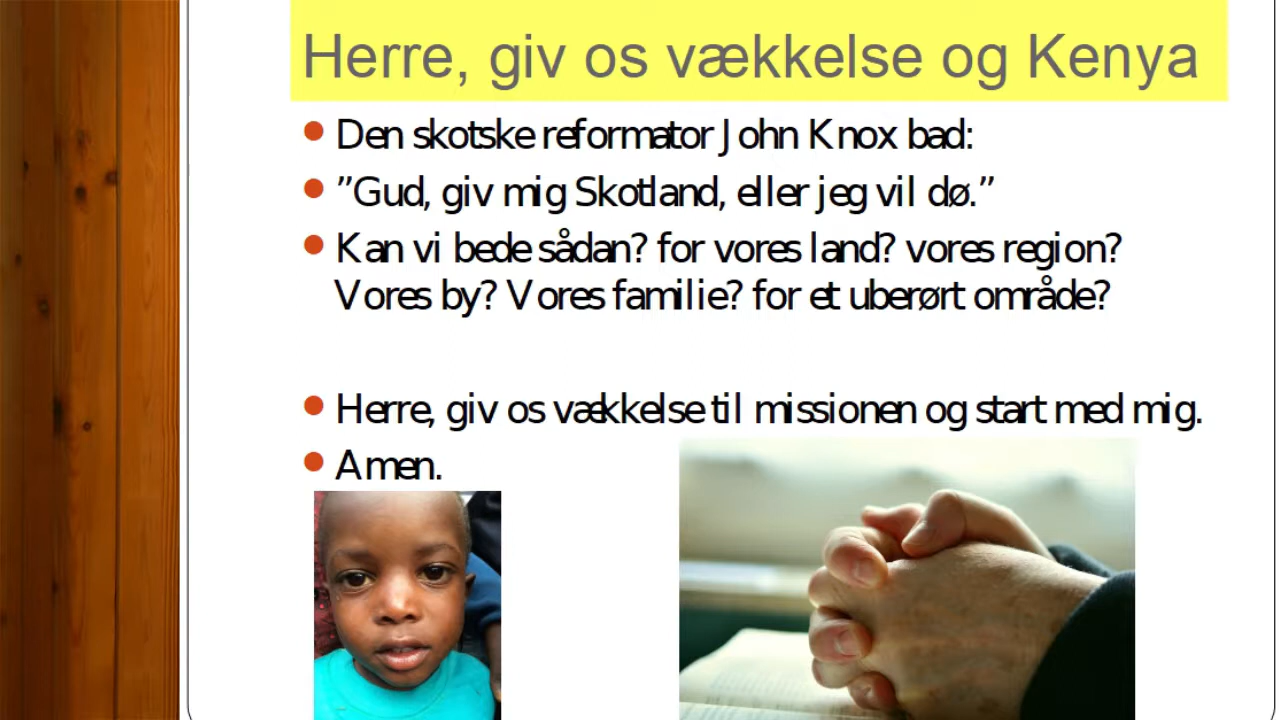 Herre, giv os vækkelse og Kenya
Den skotske reformator John Knox bad:
”Gud, giv mig Skotland, eller jeg vil dø.”
Kan vi bede sådan? for vores land? vores region?
Vores by? Vores familie? for et uberørt område?
Herre, giv os vækkelse til missionen og start med mig.
Amen.